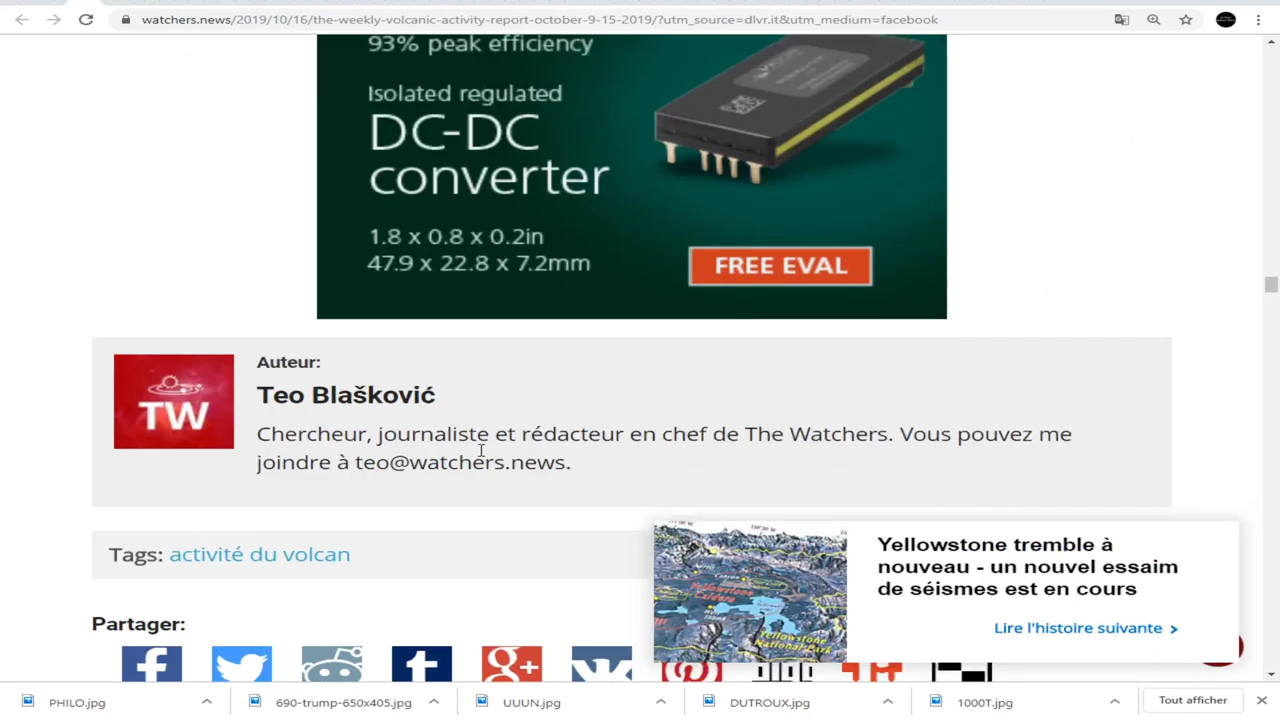 watchers.news/2019/10/16/the-weekly-volcanic-activity-report-october-9-15-2019/?utm_source=dlvr.it&utm_medium=facebook
93% peak efficiency
Isolated regulated
DC-DC
converter
1.8 x 0.8 x 0.2in
47.9 x 22.8 x 7.2mm
FREE EVAL
TW
Auteur:
Teo Blašković
Chercheur, journaliste et rédacteur en chef de The Watchers. Vous pouvez me
joindre à teo@watchers.news.
Tags: activité du volcan
Yellowstone tremble à
nouveau - un nouvel essaim
de séismes est en cours
Lire l'histoire suivante >
Yellowstone
National Park
Partager:
PHILO.jpg
690-trump-650x405.jpg
UUUN.jpg
DUTROUX.jpg
1000T.jpg
Tout afficher